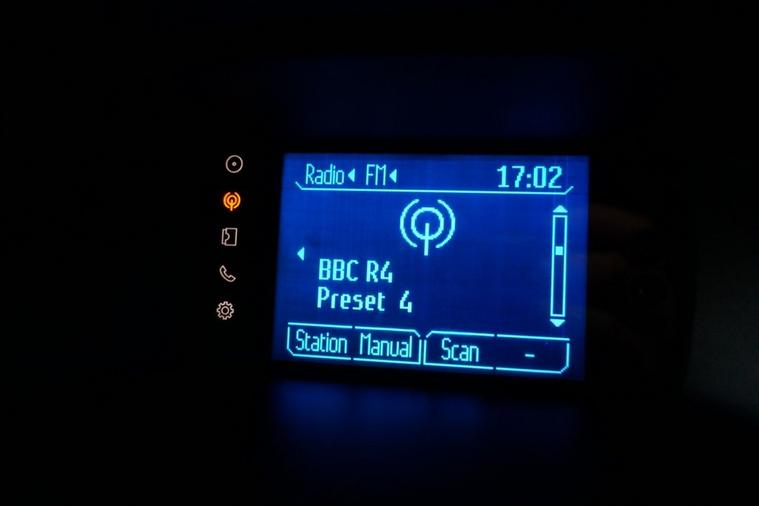 Radio FM 17:02
BBC R4
Preset 4
Station Manual Scan -